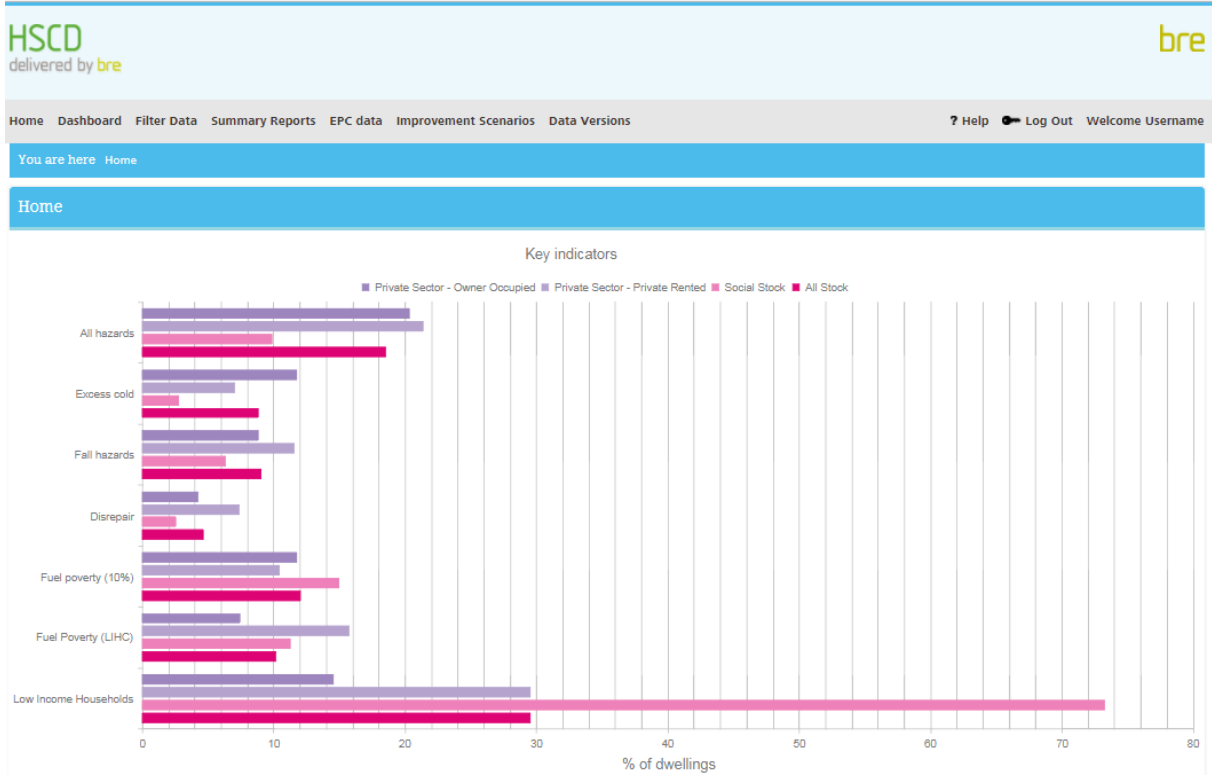 HSCD
delivered by bre
bre
Home Dashboard Filter Data Summary Reports EPC data Improvement Scenarios Data Versions ? Help Log Out Welcome Username
You are here Home
Home
Key indicators
Private Sector - Owner Occupied Private Sector - Private Rented Social Stock All Stock
All hazards
Excess cold
Fall hazards
Disrepair
Fuel poverty (10%)
Fuel Poverty (LIHC)
Low Income Households
0 10 20 30 40 50 60 70 80
% of dwellings